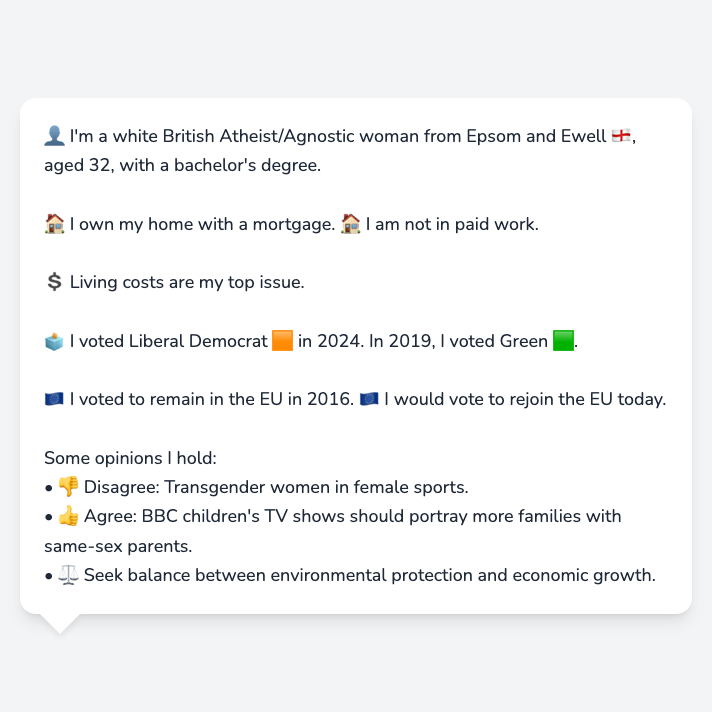 👤 I'm a white British Atheist/Agnostic woman from Epsom and Ewell 🏴󠁧󠁢󠁥󠁮󠁧󠁿,
aged 32, with a bachelor's degree.
🏠 I own my home with a mortgage. 🏠 I am not in paid work.
💲 Living costs are my top issue.
🗳️ I voted Liberal Democrat 🟧 in 2024. In 2019, I voted Green 🟩.
🇪🇺 I voted to remain in the EU in 2016. 🇪🇺 I would vote to rejoin the EU today.
Some opinions I hold:
• 👎 Disagree: Transgender women in female sports.
• 👍 Agree: BBC children's TV shows should portray more families with
same-sex parents.
• ⚖️ Seek balance between environmental protection and economic growth.